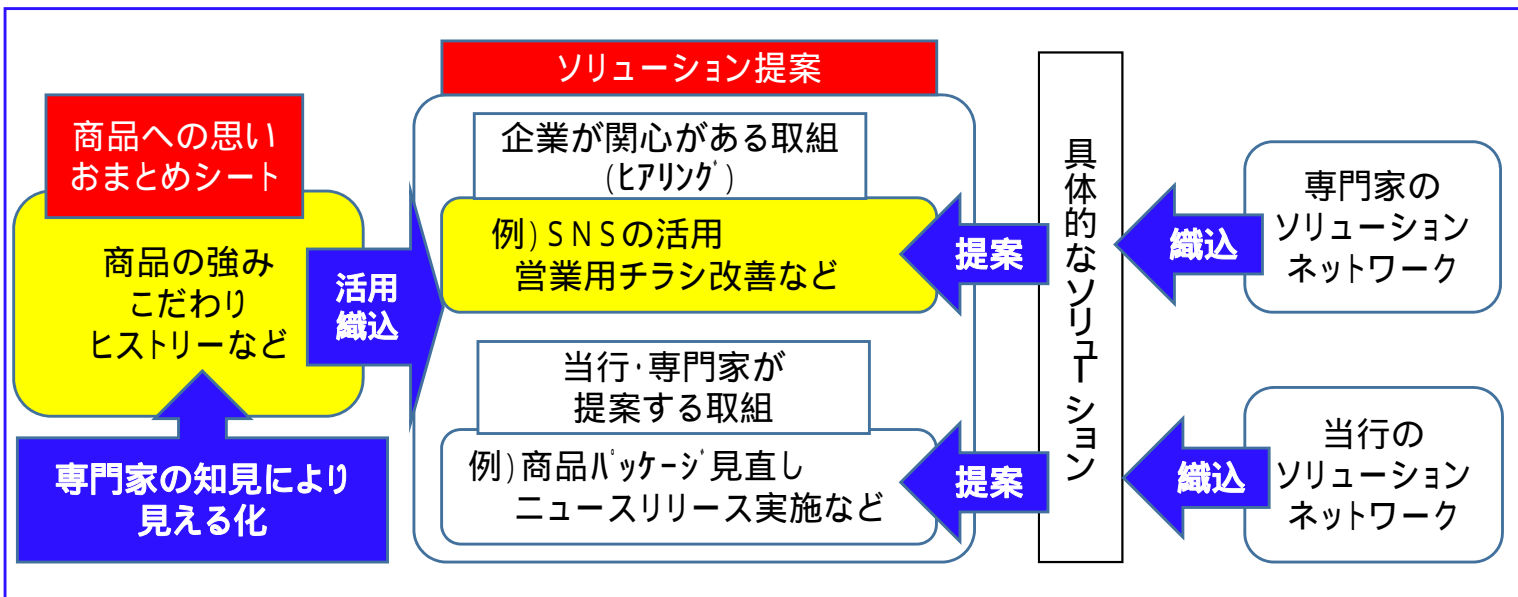 商品への思い
おまとめシート
商品の強み
こだわり
ヒストリーなど
専門家の知見により
見える化
活用
織込
ソリューション提案
企業が関心がある取組
(ﾋｱﾘﾝｸﾞ)
例)ＳＮＳの活用
営業用チラシ改善など
当行・専門家が
提案する取組
例)商品ﾊﾟｯｹｰｼﾞ見直し
ニュースリリース実施など
提案
提案
具体的なソリューション
織込
織込
専門家の
ソリューション
ネットワーク
当行の
ソリューション
ネットワーク